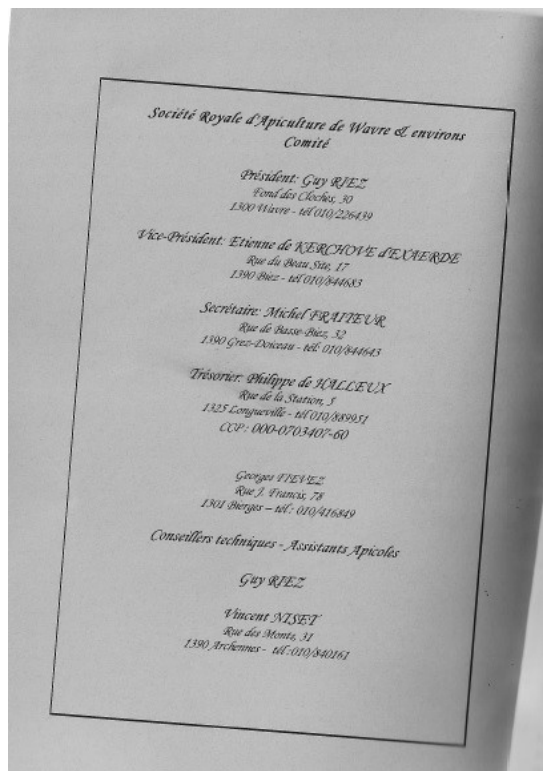 Société Royale d'Apiculture de Wavre & environs
Comité
Président: Guy RIEZ
Fond des Cloches, 30
1300 Wavre - tél 010/226439
Vice-Président: Etienne de KERCHOVE d'EXAERDE
Rue du Beau Site, 17
1390 Biez - tél 010/844683
Secrétaire: Michel FRAITEUR
Rue de Basse-Biez, 32
1390 Grez-Doiceau - tél: 010/844643
Trésorier: Philippe de HALLEUX
Rue de la Station, 5
1325 Longueville - tél 010/889951
CCP : 000-0703407-60
Georges FIEVEZ
Rue J. Francis, 78
1301 Bierges – tél : 010/416849
Conseillers techniques - Assistants Apicoles
Guy RIEZ
Vincent NISET
Rue des Monts, 31
1390 Archennes - tél :010/840161